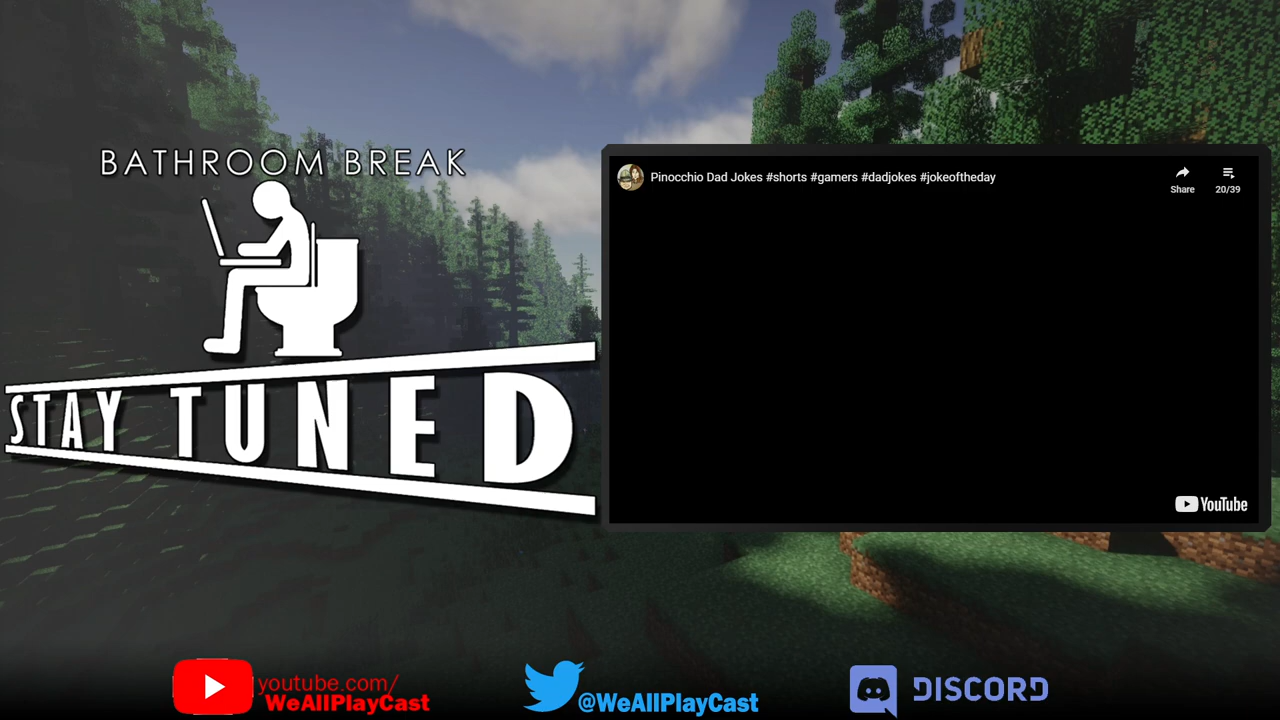 BATHROOM BREAK
STAY TUNED
Pinocchio Dad Jokes #shorts #gamers #dadjokes #jokeoftheday
Share
20/39
YouTube
youtube.com/
WeAllPlayCast
@WeAllPlayCast
DISCORD